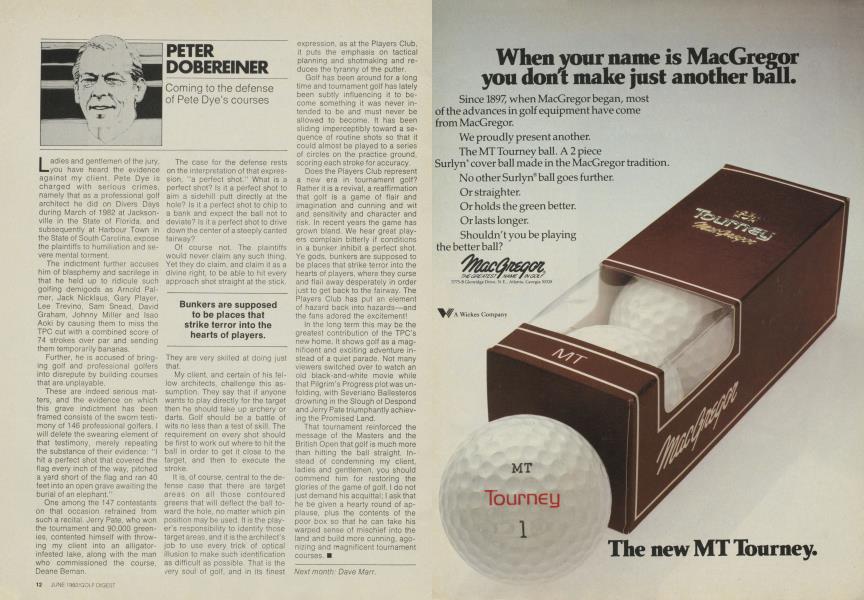 PETER
DOBEREINER
Coming to the defense
of Pete Dye's courses
Ladies and gentlemen of the jury,
you have heard the evidence
against my client. Pete Dye is
charged with serious crimes,
namely that as a professional golf
architect he did on Divers Days
during March of 1982 at Jackson-
ville in the State of Florida, and
subsequently at Harbour Town in
the State of South Carolina, expose
the plaintiffs to humiliation and se-
vere mental torment.
The indictment further accuses
him of blasphemy and sacrilege in
that he held up to ridicule such
golfing demigods as Arnold Pal-
mer, Jack Nicklaus, Gary Player,
Lee Trevino, Sam Snead, David
Graham, Johnny Miller and Isao
Aoki by causing them to miss the
TPC cut with a combined score of
74 strokes over par and sending
them temporarily bananas.
Further, he is accused of bring-
ing golf and professional golfers
into disrepute by building courses
that are unplayable.
These are indeed serious mat-
ters, and the evidence on which
this grave indictment has been
framed consists of the sworn testi-
mony of 146 professional golfers. I
will delete the swearing element of
that testimony, merely repeating
the substance of their evidence: "I
hit a perfect shot that covered the
flag every inch of the way, pitched
a yard short of the flag and ran 40
feet into an open grave awaiting the
burial of an elephant."
One among the 147 contestants
on that occasion refrained from
such a recital. Jerry Pate, who won
the tournament and 90,000 green-
ies, contented himself with throw-
ing my client into an alligator-
infested lake, along with the man
who commissioned the course,
Deane Beman.
The case for the defense rests
on the interpretation of that expres-
sion, "a perfect shot." What is a
perfect shot? Is it a perfect shot to
aim a sidehill putt directly at the
hole? Is it a perfect shot to chip to
a bank and expect the ball not to
deviate? Is it a perfect shot to drive
down the center of a steeply canted
fairway?
Of course not. The plaintiffs
would never claim any such thing.
Yet they do claim, and claim it as a
divine right, to be able to hit every
approach shot straight at the stick.
Bunkers are supposed
to be places that
strike terror into the
hearts of players.
They are very skilled at doing just
that.
My client, and certain of his fel-
low architects, challenge this as-
sumption. They say that if anyone
wants to play directly for the target
then he should take up archery or
darts. Golf should be a battle of
wits no less than a test of skill. The
requirement on every shot should
be first to work out where to hit the
ball in order to get it close to the
target, and then to execute the
stroke.
It is, of course, central to the de-
fense case that there are target
areas on all those contoured
greens that will deflect the ball to-
ward the hole, no matter which pin
position may be used. It is the play-
er's responsibility to identify those
target areas, and it is the architect's
job to use every trick of optical
illusion to make such identification
as difficult as possible. That is the
very soul of golf, and in its finest
expression, as at the Players Club,
it puts the emphasis on tactical
planning and shotmaking and re-
duces the tyranny of the putter.
Golf has been around for a long
time and tournament golf has lately
been subtly influencing it to be-
come something it was never in-
tended to be and must never be
allowed to become. It has been
sliding imperceptibly toward a se-
quence of routine shots so that it
could almost be played to a series
of circles on the practice ground,
scoring each stroke for accuracy.
Does the Players Club represent
a new era in tournament golf?
Rather it is a revival, a reaffirmation
that golf is a game of flair and
imagination and cunning and wit
and sensitivity and character and
risk. In recent years the game has
grown bland. We hear great play-
ers complain bitterly if conditions
in a bunker inhibit a perfect shot.
Ye gods, bunkers are supposed to
be places that strike terror into the
hearts of players, where they curse
and flail away desperately in order
just to get back to the fairway. The
Players Club has put an element
of hazard back into hazards—and
the fans adored the excitement!
In the long term this may be the
greatest contribution of the TPC's
new home. It shows golf as a mag-
nificent and exciting adventure in-
stead of a quiet parade. Not many
viewers switched over to watch an
old black-and-white movie while
that Pilgrim's Progress plot was un-
folding, with Severiano Ballesteros
drowning in the Slough of Despond
and Jerry Pate triumphantly achiev-
ing the Promised Land.
That tournament reinforced the
message of the Masters and the
British Open that golf is much more
than hitting the ball straight. In-
stead of condemning my client,
ladies and gentlemen, you should
commend him for restoring the
glories of the game of golf. I do not
just demand his acquittal; I ask that
he be given a hearty round of ap-
plause, plus the contents of the
poor box so that he can take his
warped sense of mischief into the
land and build more cunning, ago-
nizing and magnificent tournament
courses. ■
Next month: Dave Marr.
12 JUNE 1982/GOLF DIGEST
When your name is MacGregor
you don't make just another ball.
Since 1897, when MacGregor began, most
of the advances in golf equipment have come
from MacGregor.
We proudly present another.
The MT Tourney ball. A 2 piece
Surlyn® cover ball made in the MacGregor tradition.
No other Surlyn® ball goes further.
Or straighter.
Or holds the green better.
Or lasts longer.
Shouldn't you be playing
the better ball?
MacGregor
THE GREATEST NAME IN GOLF
A Wickes Company
MT
TOURNEY
MacGregor
MT
MacGregor
MT
Tourney
1
The new MT Tourney.